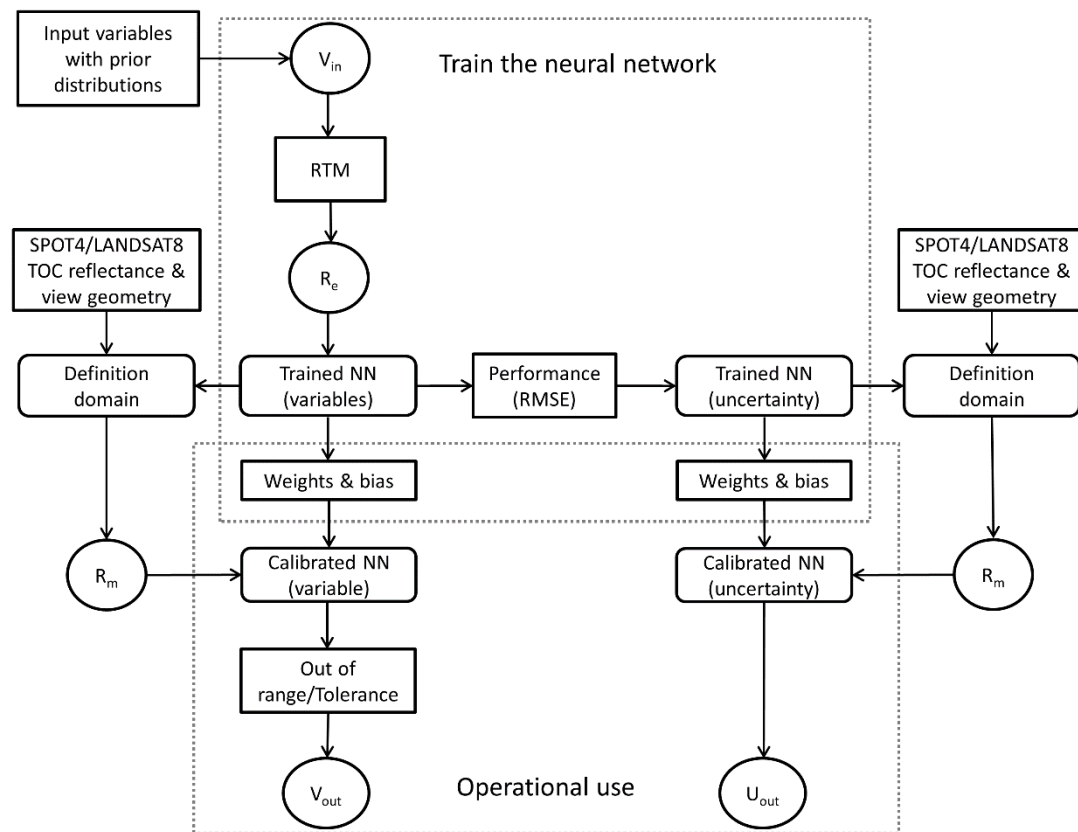 Input variables
with prior
distributions
V_in
Train the neural network
RTM
SPOT4/LANDSAT8
TOC reflectance &
view geometry
R_e
SPOT4/LANDSAT8
TOC reflectance &
view geometry
Definition
domain
Trained NN
(variables)
Performance
(RMSE)
Trained NN
(uncertainty)
Definition
domain
Weights & bias
Weights & bias
R_m
Calibrated NN
(variable)
Calibrated NN
(uncertainty)
R_m
Out of
range/Tolerance
V_out
Operational use
U_out